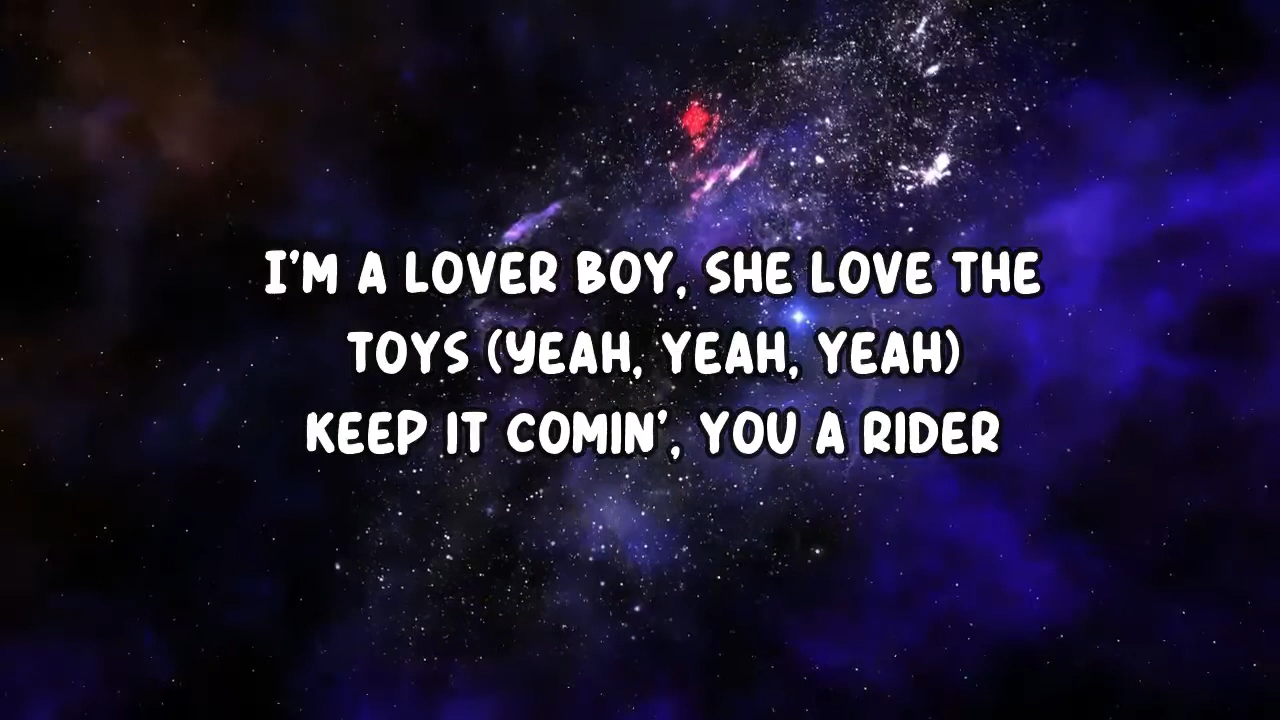 I'M A LOVER BOY, SHE LOVE THE
TOYS (YEAH, YEAH, YEAH)
KEEP IT COMIN', YOU A RIDER